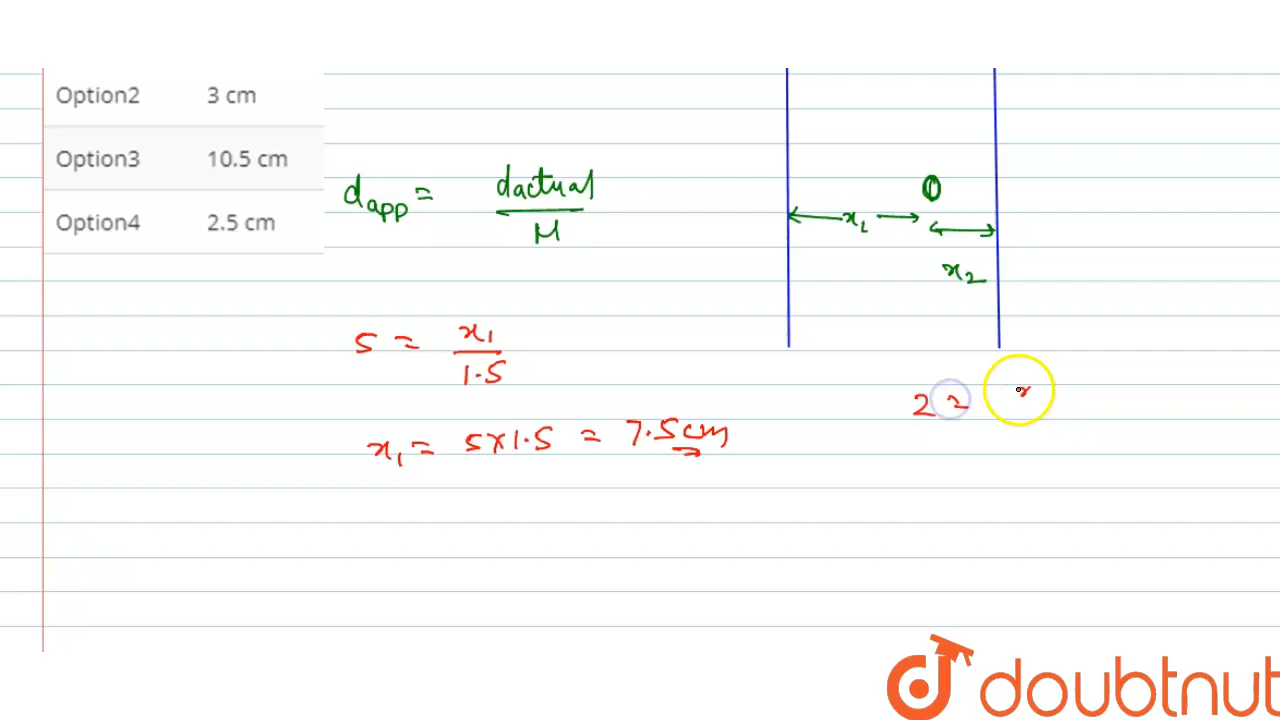 Option2 3 cm
Option3 10.5 cm
Option4 2.5 cm
dapp = dactual
μ
O
x1
x2
5 = x1
1.5
x1 = 5×1.5 = 7.5cm
2 = x
doubtnut